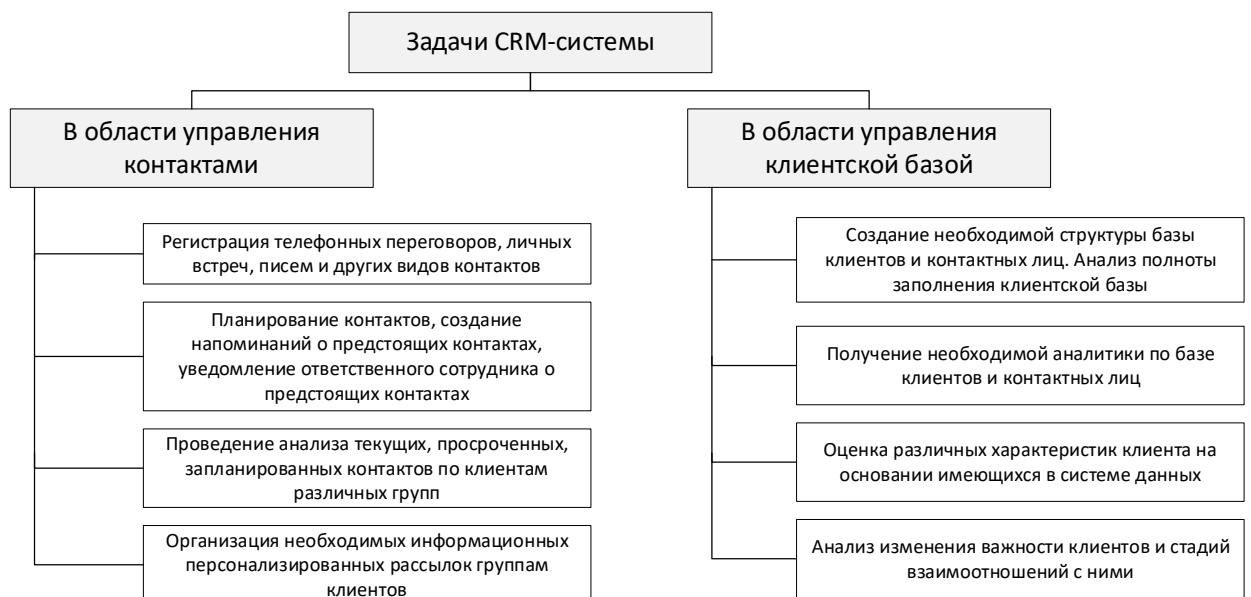 Задачи CRM-системы
В области управления
контактами
Регистрация телефонных переговоров, личных
встреч, писем и других видов контактов
Планирование контактов, создание
напоминаний о предстоящих контактах,
уведомление ответственного сотрудника о
предстоящих контактах
Проведение анализа текущих, просроченных,
запланированных контактов по клиентам
различных групп
Организация необходимых информационных
персонализированных рассылок группам
клиентов
В области управления
клиентской базой
Создание необходимой структуры базы
клиентов и контактных лиц. Анализ полноты
заполнения клиентской базы
Получение необходимой аналитики по базе
клиентов и контактных лиц
Оценка различных характеристик клиента на
основании имеющихся в системе данных
Анализ изменения важности клиентов и стадий
взаимоотношений с ними